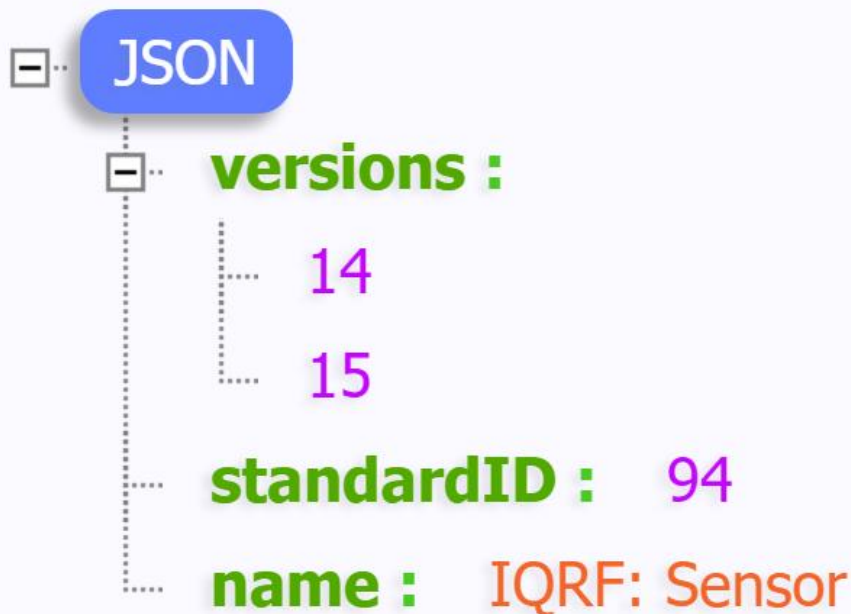 JSON
versions :
14
15
standardID : 94
name : IQRF: Sensor